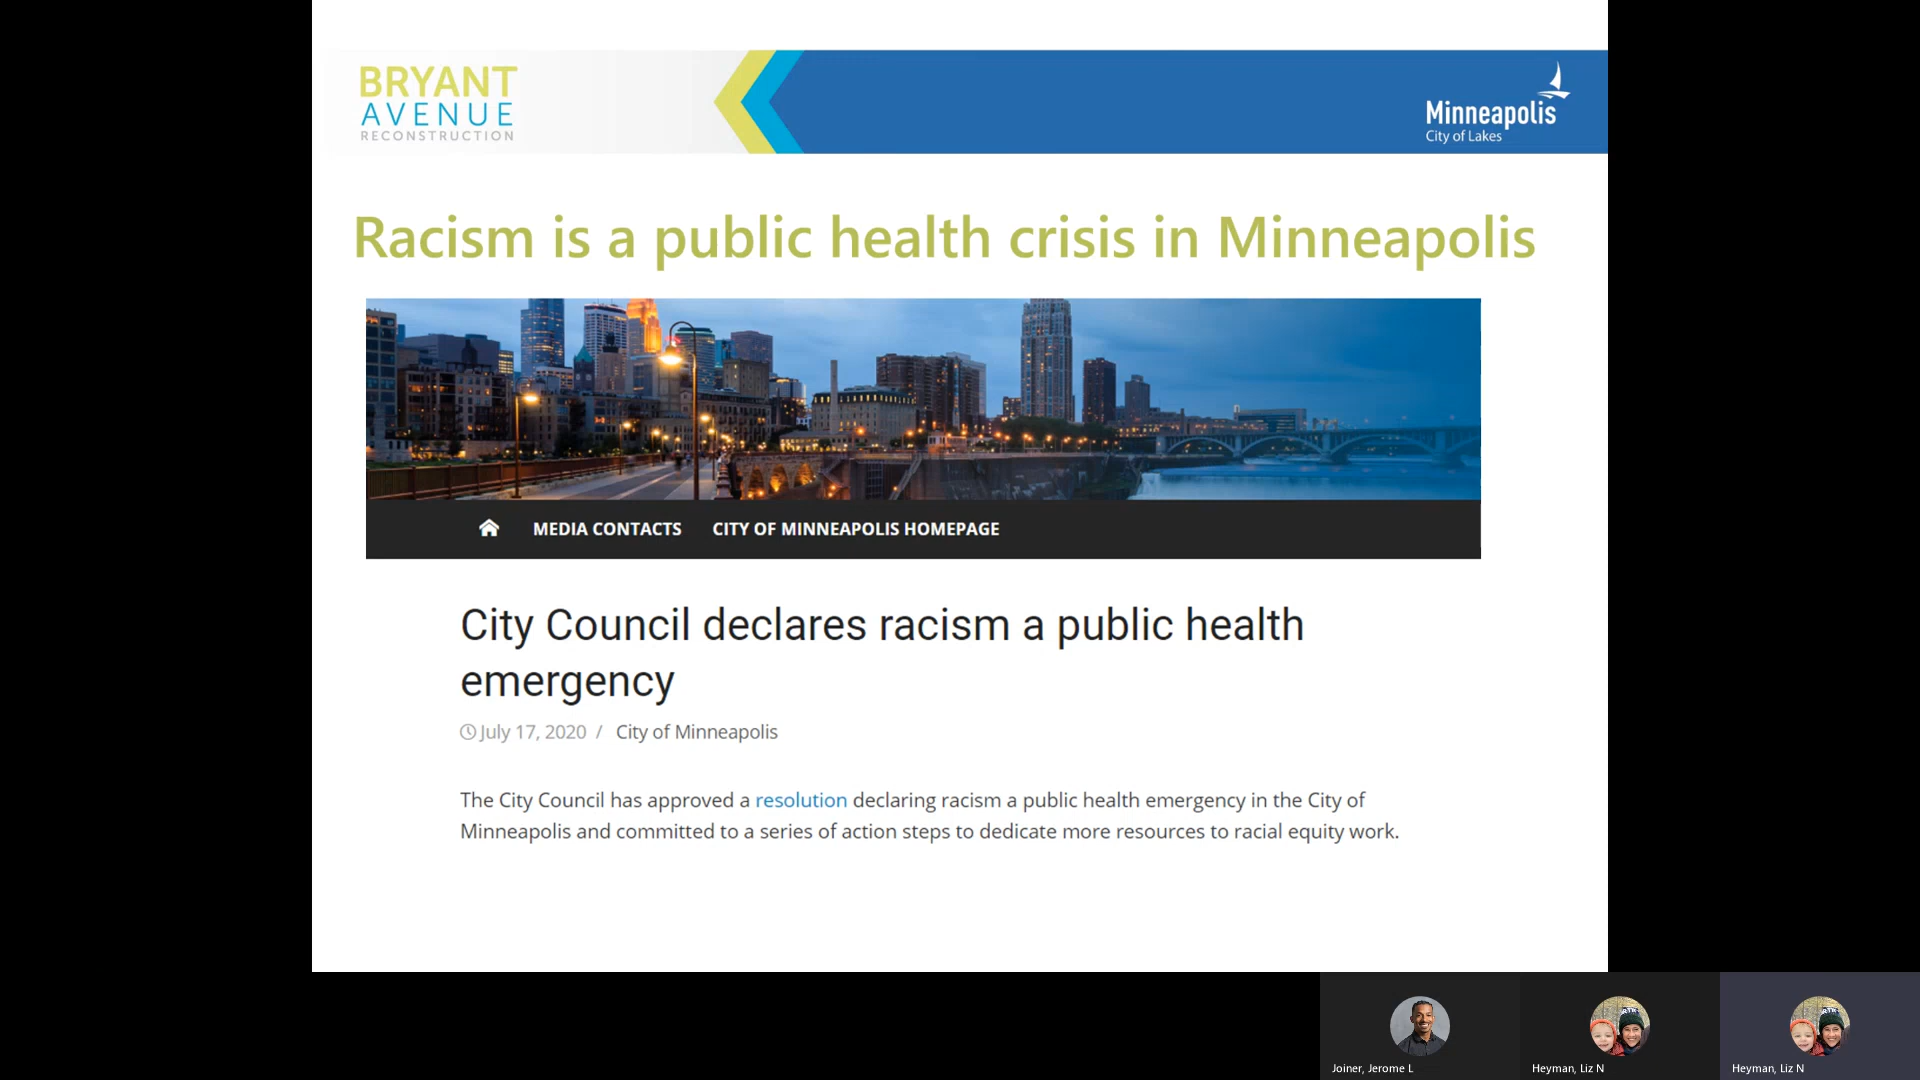 BRYANT
AVENUE
RECONSTRUCTION
Minneapolis
City of Lakes
Racism is a public health crisis in Minneapolis
MEDIA CONTACTS CITY OF MINNEAPOLIS HOMEPAGE
City Council declares racism a public health
emergency
July 17, 2020 / City of Minneapolis
The City Council has approved a resolution declaring racism a public health emergency in the City of
Minneapolis and committed to a series of action steps to dedicate more resources to racial equity work.
Joiner, Jerome L
Heyman, Liz N
Heyman, Liz N